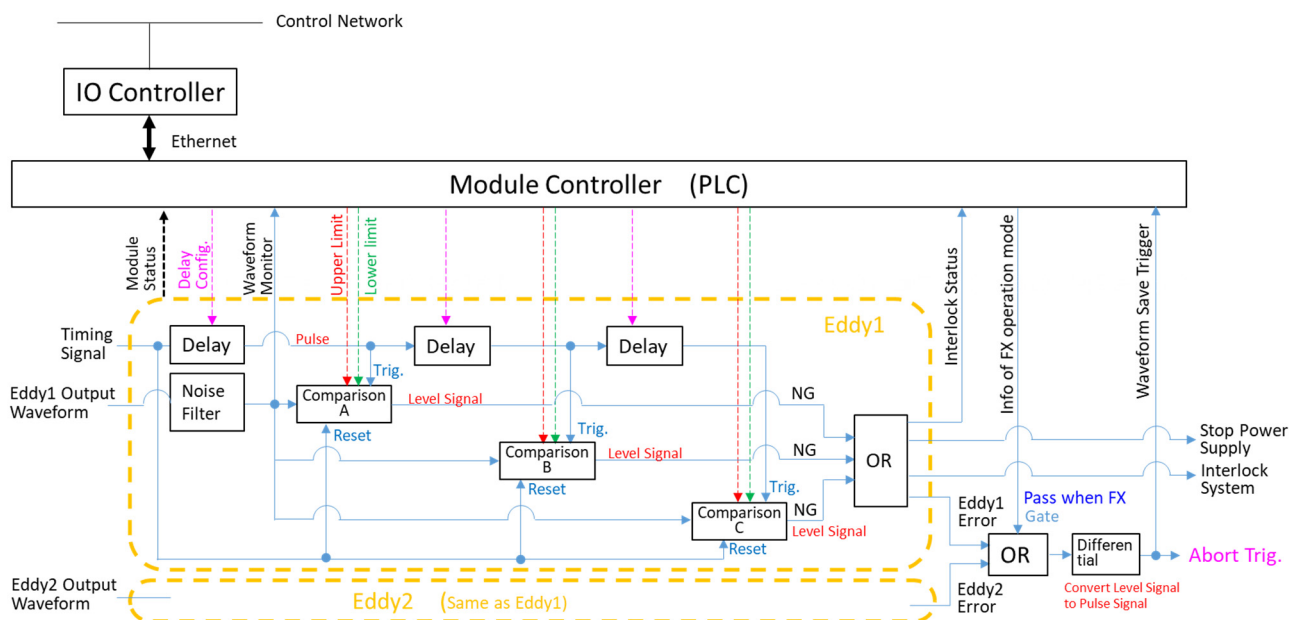 Control Network
IO Controller
Ethernet
Module Controller (PLC)
Module
Status
Delay
Config.
Waveform
Monitor
Upper Limit
Lower limit
Interlock Status
Info of FX operation mode
Waveform Save Trigger
Eddy1
Timing
Signal
Delay
Pulse
Delay
Delay
Trig.
Eddy1 Output
Waveform
Noise
Filter
Comparison
A
Level Signal
NG
Reset
Trig.
Comparison
B
Level Signal
NG
Reset
OR
Stop Power
Supply
Interlock
System
Trig.
Comparison
C
NG
Level Signal
Reset
Eddy1
Error
Pass when FX
Gate
OR
Differen
tial
Abort Trig.
Convert Level Signal
to Pulse Signal
Eddy2
Error
Eddy2 Output
Waveform
Eddy2 (Same as Eddy1)